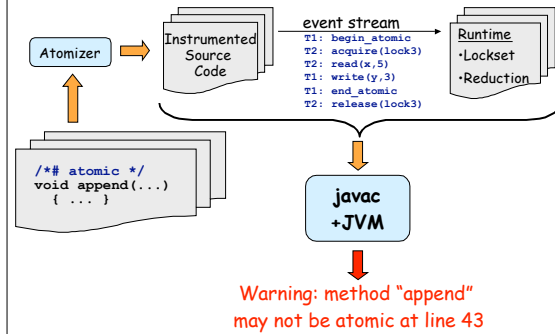 Atomizer
Instrumented
Source
Code
event stream
T1: begin_atomic
T2: acquire(lock3)
T2: read(x,5)
T1: write(y,3)
T1: end_atomic
T2: release(lock3)
Runtime
•Lockset
•Reduction
/*# atomic */
void append(...)
{ ... }
javac
+JVM
Warning: method “append”
may not be atomic at line 43